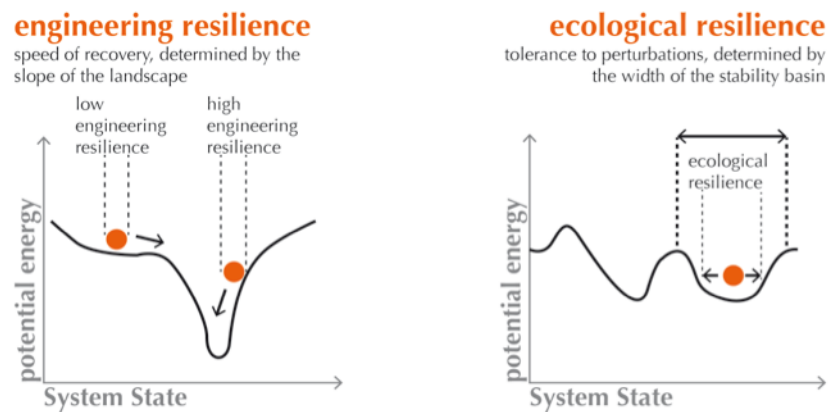 engineering resilience
speed of recovery, determined by the
slope of the landscape
low
engineering
resilience
high
engineering
resilience
potential energy
System State
ecological resilience
tolerance to perturbations, determined by
the width of the stability basin
ecological
resilience
potential energy
System State